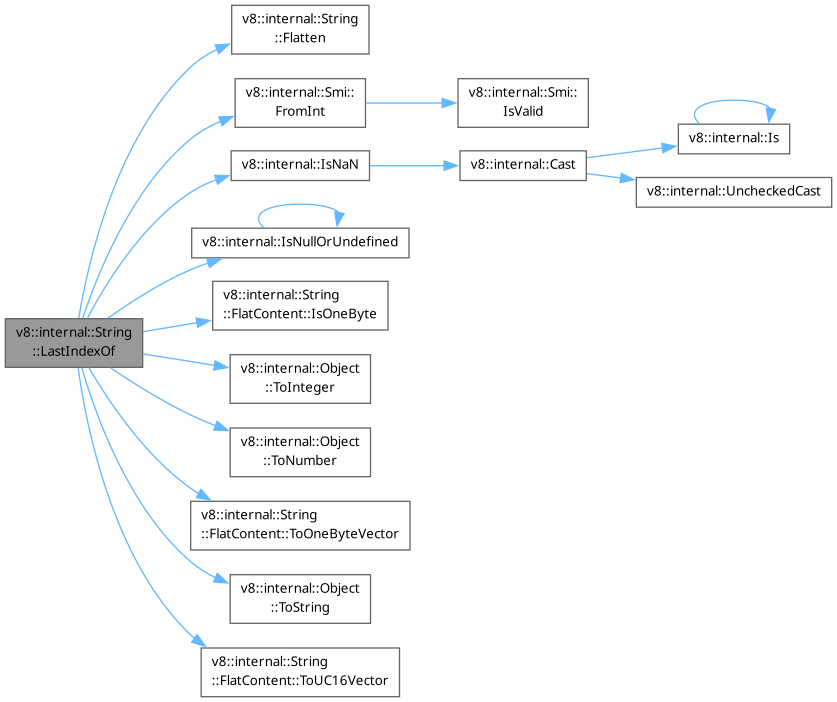 v8::internal::String
::Flatten
v8::internal::Smi::
FromInt
v8::internal::Smi::
IsValid
v8::internal::Is
v8::internal::IsNaN
v8::internal::Cast
v8::internal::UncheckedCast
v8::internal::IsNullOrUndefined
v8::internal::String
::FlatContent::IsOneByte
v8::internal::String
::LastIndexOf
v8::internal::Object
::ToInteger
v8::internal::Object
::ToNumber
v8::internal::String
::FlatContent::ToOneByteVector
v8::internal::Object
::ToString
v8::internal::String
::FlatContent::ToUC16Vector